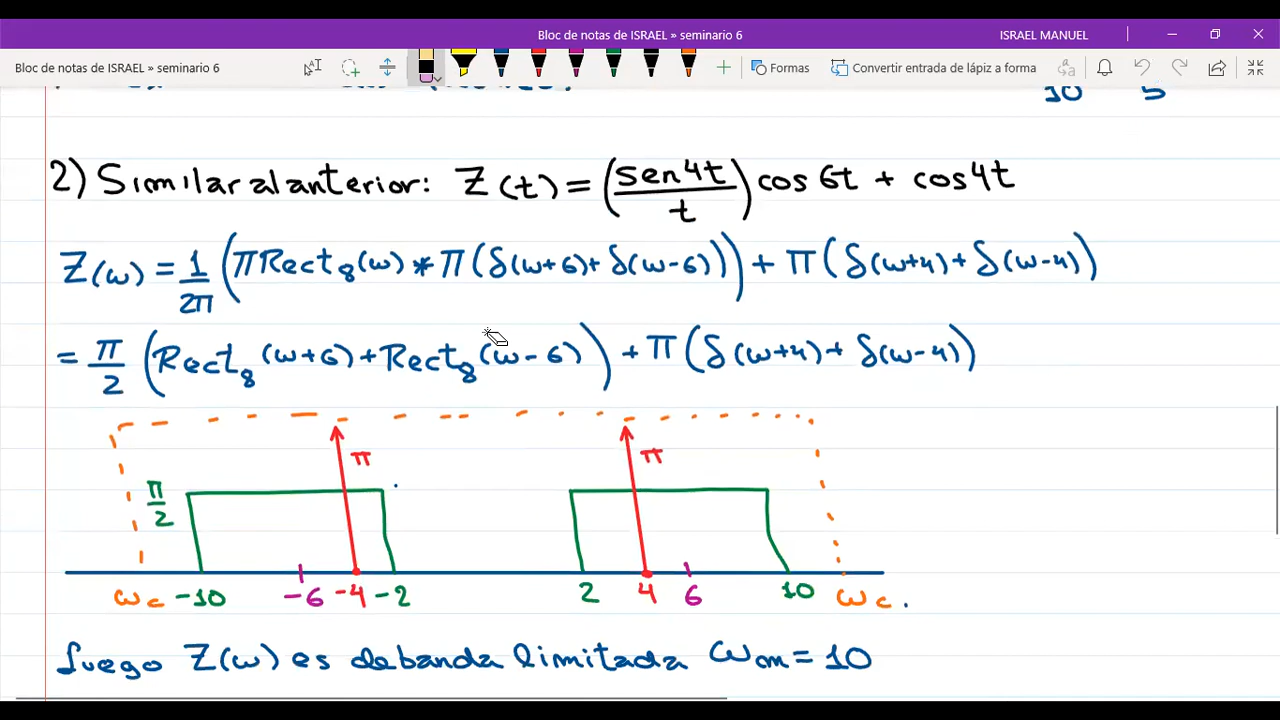 Bloc de notas de ISRAEL » seminario 6
ISRAEL MANUEL
Bloc de notas de ISRAEL » seminario 6
Formas
Convertir entrada de lápiz a forma
10 5
2) Similar al anterior: Z(t) = (sen4t / t) cos 6t + cos4t
Z(ω) = 1/2π (π Rect₈(ω) * π(δ(ω+6) + δ(ω-6))) + π(δ(ω+4) + δ(ω-4))
= π/2 (Rect₈(ω+6) + Rect₈(ω-6)) + π(δ(ω+4) + δ(ω-4))
π π
π/2
ωc -10 -6 -4 -2 2 4 6 10 ωc.
Luego Z(ω) es de banda limitada ωm = 10